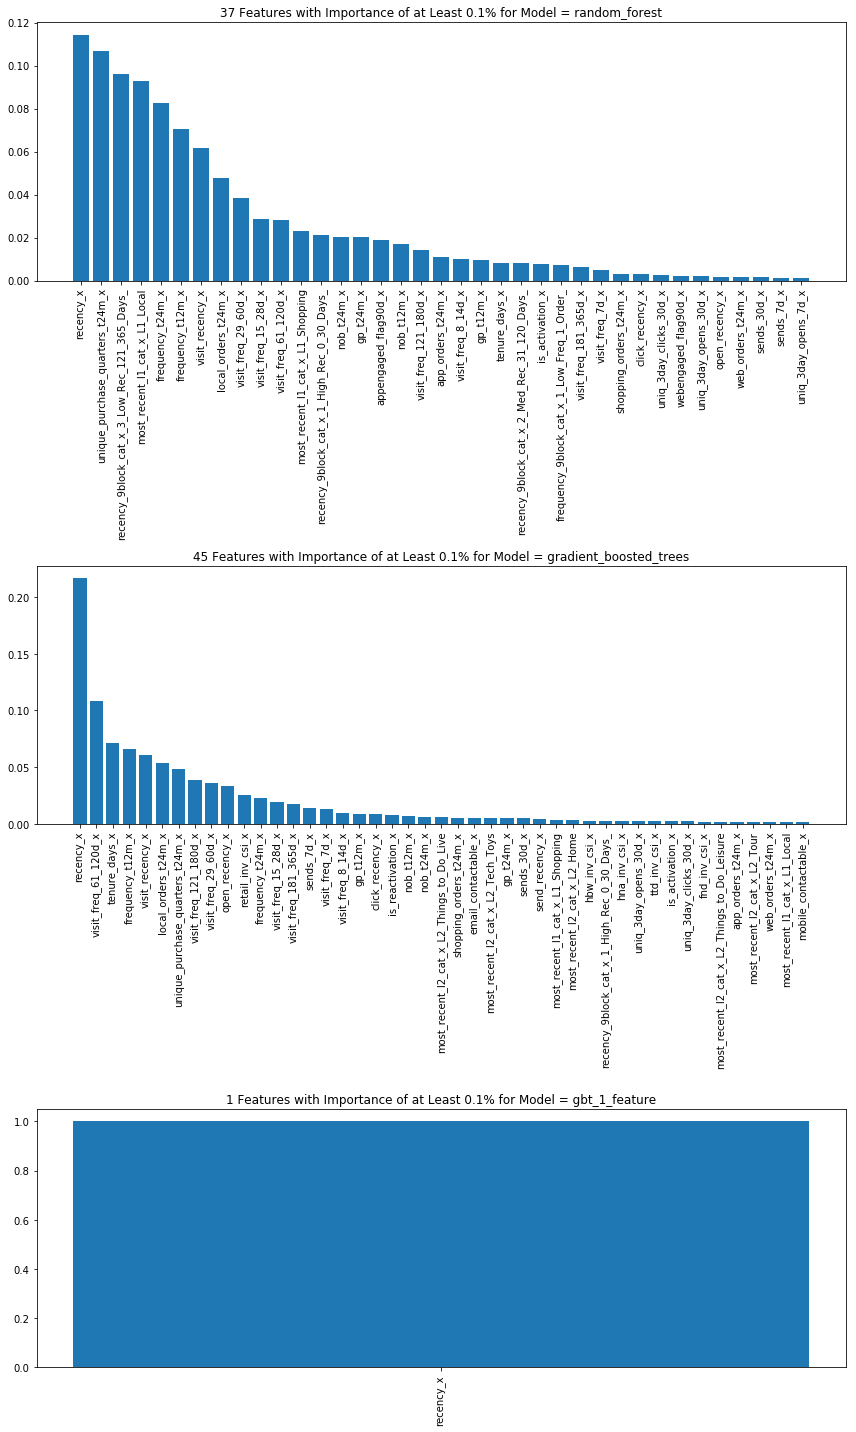 37 Features with Importance of at Least 0.1% for Model = random_forest
0.12
0.10
0.08
0.06
0.04
0.02
0.00
recency_x
unique_purchase_quarters_t24m_x
recency_9block_cat_x_3_Low_Rec_121_365_Days_
most_recent_l1_cat_x_L1_Local
frequency_t24m_x
frequency_t12m_x
visit_recency_x
local_orders_t24m_x
visit_freq_29_60d_x
visit_freq_15_28d_x
visit_freq_61_120d_x
most_recent_l1_cat_x_L1_Shopping
recency_9block_cat_x_1_High_Rec_0_30_Days_
nob_t24m_x
gp_t24m_x
appengaged_flag90d_x
nob_t12m_x
visit_freq_121_180d_x
app_orders_t24m_x
visit_freq_8_14d_x
gp_t12m_x
tenure_days_x
recency_9block_cat_x_2_Med_Rec_31_120_Days_
is_activation_x
frequency_9block_cat_x_1_Low_Freq_1_Order_
visit_freq_181_365d_x
visit_freq_7d_x
shopping_orders_t24m_x
click_recency_x
uniq_3day_clicks_30d_x
webengaged_flag90d_x
uniq_3day_opens_30d_x
open_recency_x
web_orders_t24m_x
sends_30d_x
sends_7d_x
uniq_3day_opens_7d_x
45 Features with Importance of at Least 0.1% for Model = gradient_boosted_trees
0.20
0.15
0.10
0.05
0.00
recency_x
visit_freq_61_120d_x
tenure_days_x
frequency_t12m_x
visit_recency_x
local_orders_t24m_x
unique_purchase_quarters_t24m_x
visit_freq_121_180d_x
visit_freq_29_60d_x
open_recency_x
retail_inv_csi_x
frequency_t24m_x
visit_freq_15_28d_x
visit_freq_181_365d_x
sends_7d_x
visit_freq_7d_x
visit_freq_8_14d_x
gp_t12m_x
click_recency_x
is_reactivation_x
nob_t12m_x
nob_t24m_x
most_recent_l2_cat_x_L2_Things_to_Do_Live
shopping_orders_t24m_x
email_contactable_x
most_recent_l2_cat_x_L2_Tech_Toys
gp_t24m_x
sends_30d_x
send_recency_x
most_recent_l1_cat_x_L1_Shopping
most_recent_l2_cat_x_L2_Home
hbw_inv_csi_x
recency_9block_cat_x_1_High_Rec_0_30_Days_
hna_inv_csi_x
uniq_3day_opens_30d_x
ttd_inv_csi_x
is_activation_x
uniq_3day_clicks_30d_x
fnd_inv_csi_x
most_recent_l2_cat_x_L2_Things_to_Do_Leisure
app_orders_t24m_x
most_recent_l2_cat_x_L2_Tour
web_orders_t24m_x
most_recent_l1_cat_x_L1_Local
mobile_contactable_x
1 Features with Importance of at Least 0.1% for Model = gbt_1_feature
1.0
0.8
0.6
0.4
0.2
0.0
recency_x